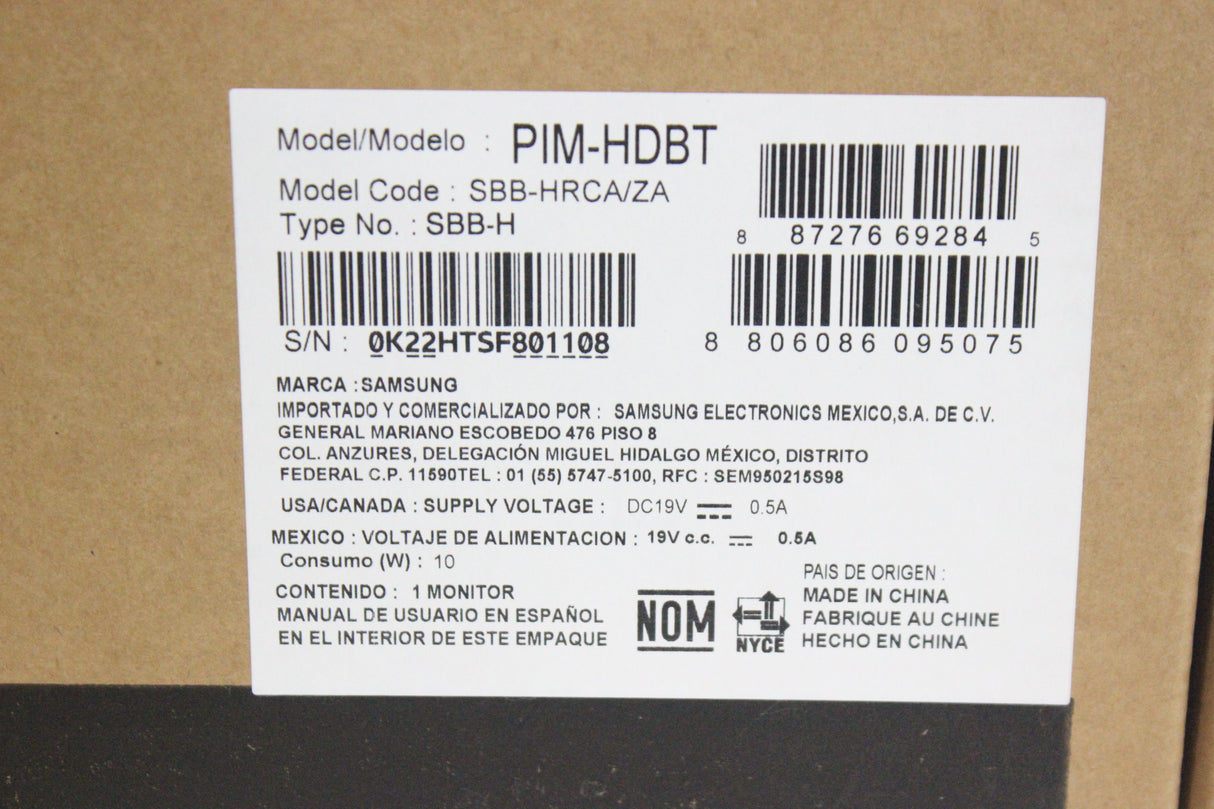 Model/Modelo : PIM-HDBT
Model Code : SBB-HRCA/ZA
Type No. : SBB-H
8 87276 69284 5
S/N : 0K22HTSF801108
8 806086 095075
MARCA : SAMSUNG
IMPORTADO Y COMERCIALIZADO POR : SAMSUNG ELECTRONICS MEXICO,S.A. DE C.V.
GENERAL MARIANO ESCOBEDO 476 PISO 8
COL. ANZURES, DELEGACIÓN MIGUEL HIDALGO MÉXICO, DISTRITO
FEDERAL C.P. 11590TEL : 01 (55) 5747-5100, RFC : SEM950215S98
USA/CANADA : SUPPLY VOLTAGE : DC19V 0.5A
MEXICO : VOLTAJE DE ALIMENTACION : 19V c.c. 0.5A
Consumo (W) : 10
CONTENIDO : 1 MONITOR
MANUAL DE USUARIO EN ESPAÑOL
EN EL INTERIOR DE ESTE EMPAQUE
NOM
NYCE
PAIS DE ORIGEN :
MADE IN CHINA
FABRIQUE AU CHINE
HECHO EN CHINA